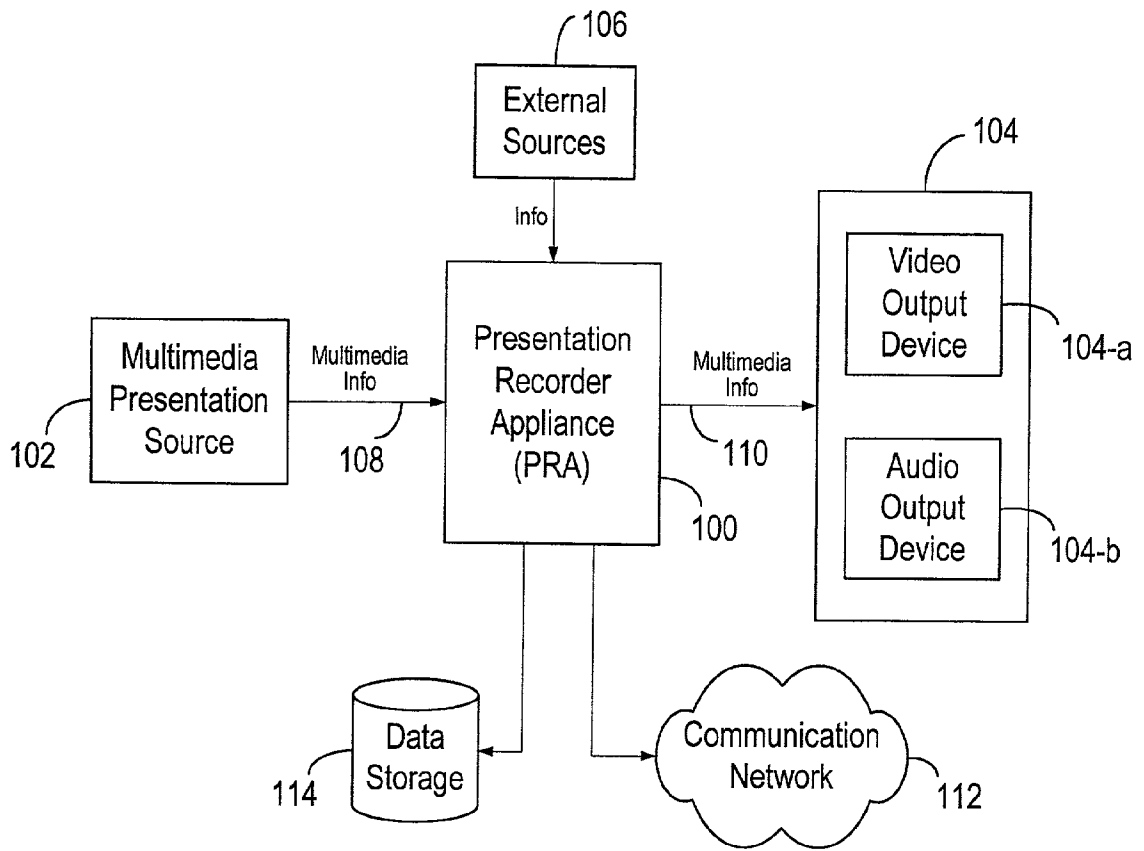 106
External
Sources
Info
104
Video
Output
Device
104-a
Multimedia
Presentation
Source
102
Multimedia
Info
108
Presentation
Recorder
Appliance
(PRA)
100
Multimedia
Info
110
Audio
Output
Device
104-b
Data
Storage
114
Communication
Network
112